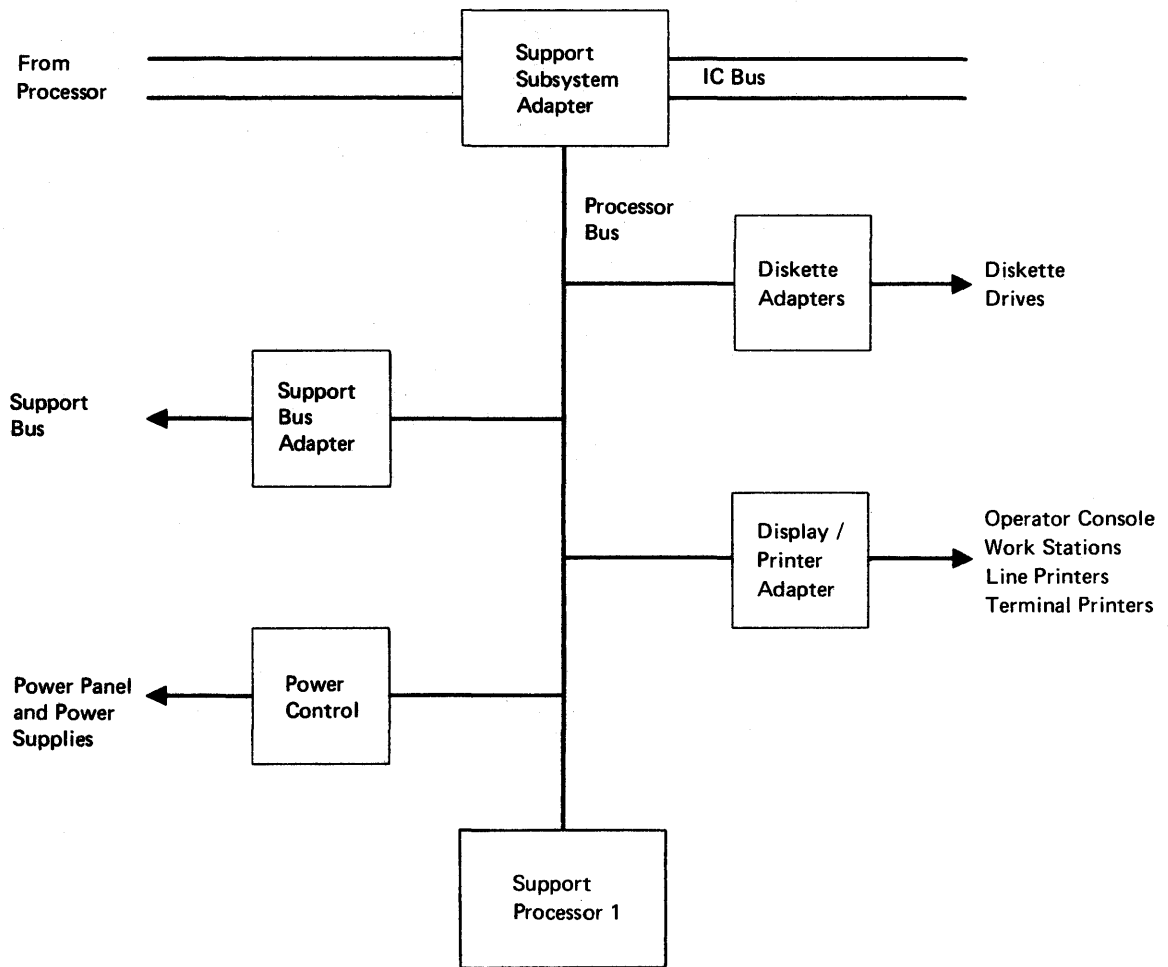 From
Processor
Support
Subsystem
Adapter
IC Bus
Processor
Bus
Diskette
Adapters
Diskette
Drives
Support
Bus
Support
Bus
Adapter
Display /
Printer
Adapter
Operator Console
Work Stations
Line Printers
Terminal Printers
Power Panel
and Power
Supplies
Power
Control
Support
Processor 1